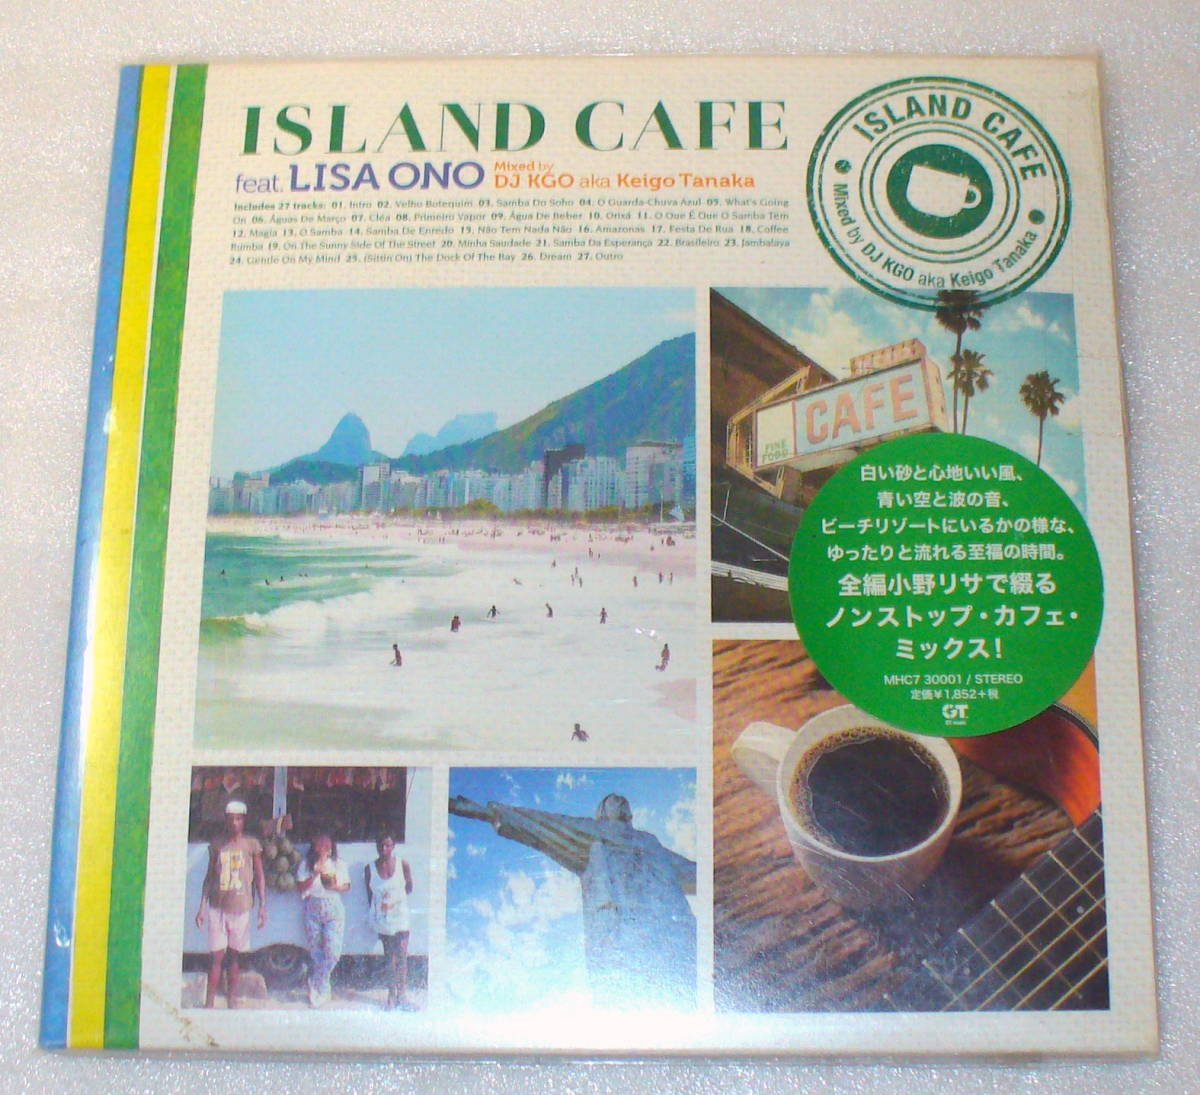 ISLAND CAFE
feat. LISA ONO
Mixed by
DJ KGO aka Keigo Tanaka
Includes 27 tracks: 01. Intro 02. Velho Botequim 03. Samba Do Soho 04. O Guarda-Chuva Azul 05. What's Going
On 06. Águas De Março 07. Cléa 08. Primeiro Vapor 09. Água De Beber 10. Orixá 11. O Que É Que O Samba Tem
12. Magia 13. O Samba 14. Samba De Enredo 15. Não Tem Nada Não 16. Amazonas 17. Festa De Rua 18. Coffee
Rumba 19. On The Sunny Side Of The Street 20. Minha Saudade 21. Samba Da Esperança 22. Brasileiro 23. Jambalaya
24. Gentle On My Mind 25. (Sittin On) The Dock Of The Bay 26. Dream 27. Outro
ISLAND CAFE
Mixed by DJ KGO aka Keigo Tanaka
CAFE
FINE
FOOD
白い砂と心地いい風、
青い空と波の音、
ビーチリゾートにいるかの様な、
ゆったりと流れる至福の時間。
全編小野リサで綴る
ノンストップ・カフェ・
ミックス!
MHC7 30001 / STEREO
定価¥1,852+税
GT
GT music